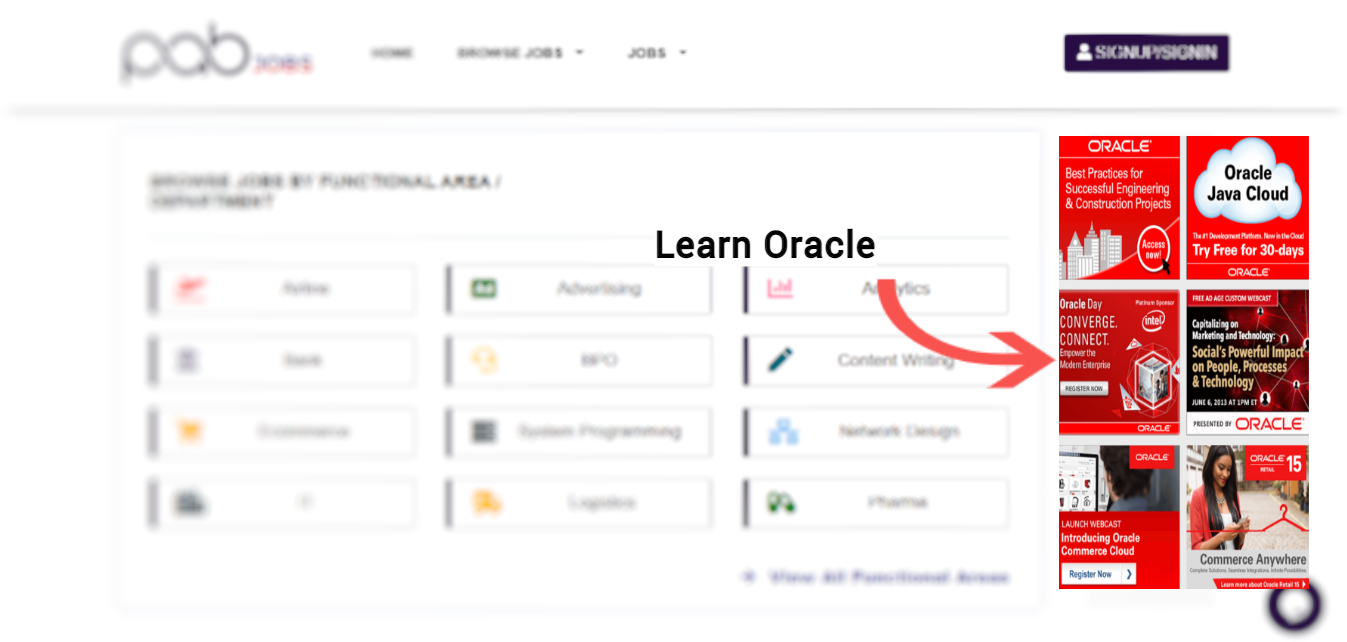 pab JOBS
HOME
BROWSE JOBS
JOBS
SIGNUP/SIGNIN
BROWSE JOBS BY FUNCTIONAL AREA /
DEPARTMENT
Learn Oracle
Airline
Advertising
Analytics
Bank
BPO
Content Writing
Ecommerce
System Programming
Network Design
IT
Logistics
Pharma
View All Functional Areas
ORACLE
Best Practices for
Successful Engineering
& Construction Projects
Access
now!
Oracle
Java Cloud
The #1 Development Platform. Now in the Cloud
Try Free for 30-days
ORACLE
Oracle Day
Platinum Sponsor
CONVERGE.
CONNECT.
intel
Empower the
Modern Enterprise
REGISTER NOW
ORACLE
FREE AD AGE CUSTOM WEBCAST
Capitalizing on
Marketing and Technology:
Social's Powerful Impact
on People, Processes
& Technology
JUNE 6, 2013 AT 1PM ET
PRESENTED BY ORACLE
ORACLE
LAUNCH WEBCAST
Introducing Oracle
Commerce Cloud
Register Now
ORACLE 15
RETAIL
Commerce Anywhere
Complete Solutions. Seamless Integrations. Infinite Possibilities.
Learn more about Oracle Retail 15